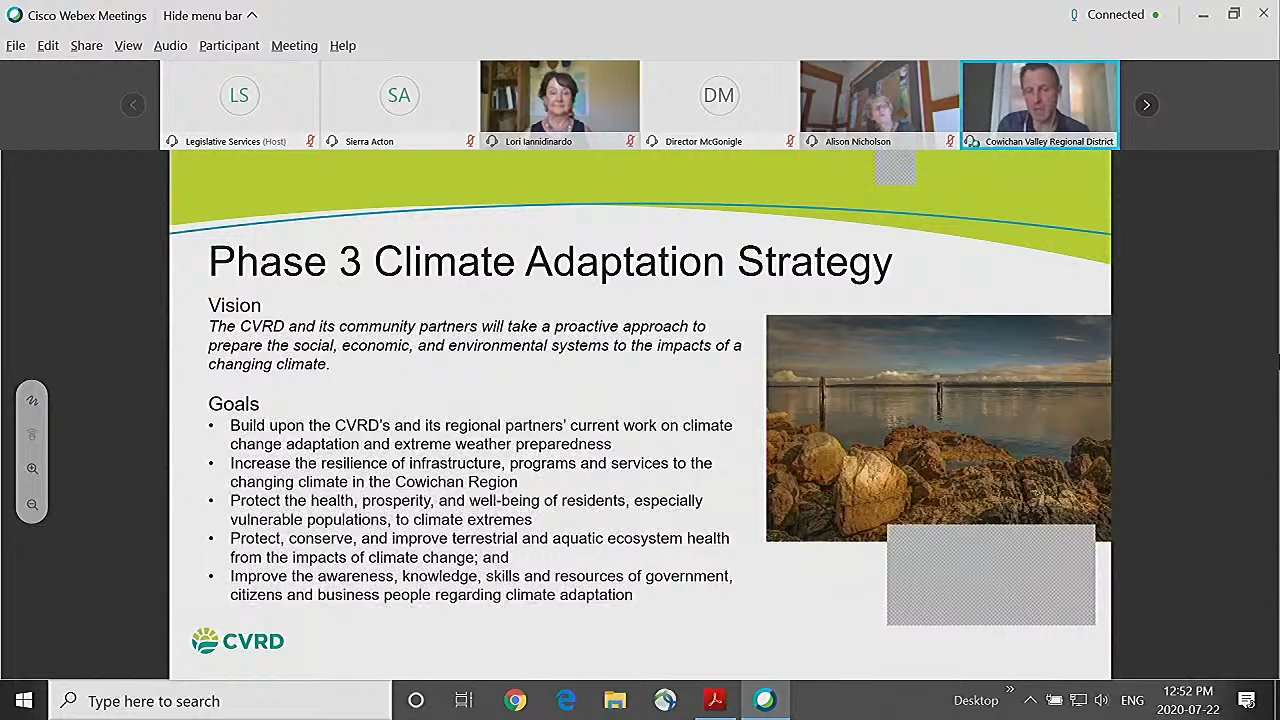 Cisco Webex Meetings
Hide menu bar
Connected
File Edit Share View Audio Participant Meeting Help
LS
SA
DM
Legislative Services (Host)
Sierra Acton
Lori Iannidinardo
Director McGonigle
Alison Nicholson
Cowichan Valley Regional District
Phase 3 Climate Adaptation Strategy
Vision
The CVRD and its community partners will take a proactive approach to
prepare the social, economic, and environmental systems to the impacts of a
changing climate.
Goals
• Build upon the CVRD's and its regional partners' current work on climate
change adaptation and extreme weather preparedness
• Increase the resilience of infrastructure, programs and services to the
changing climate in the Cowichan Region
• Protect the health, prosperity, and well-being of residents, especially
vulnerable populations, to climate extremes
• Protect, conserve, and improve terrestrial and aquatic ecosystem health
from the impacts of climate change; and
• Improve the awareness, knowledge, skills and resources of government,
citizens and business people regarding climate adaptation
CVRD
Type here to search
Desktop
ENG
12:52 PM
2020-07-22